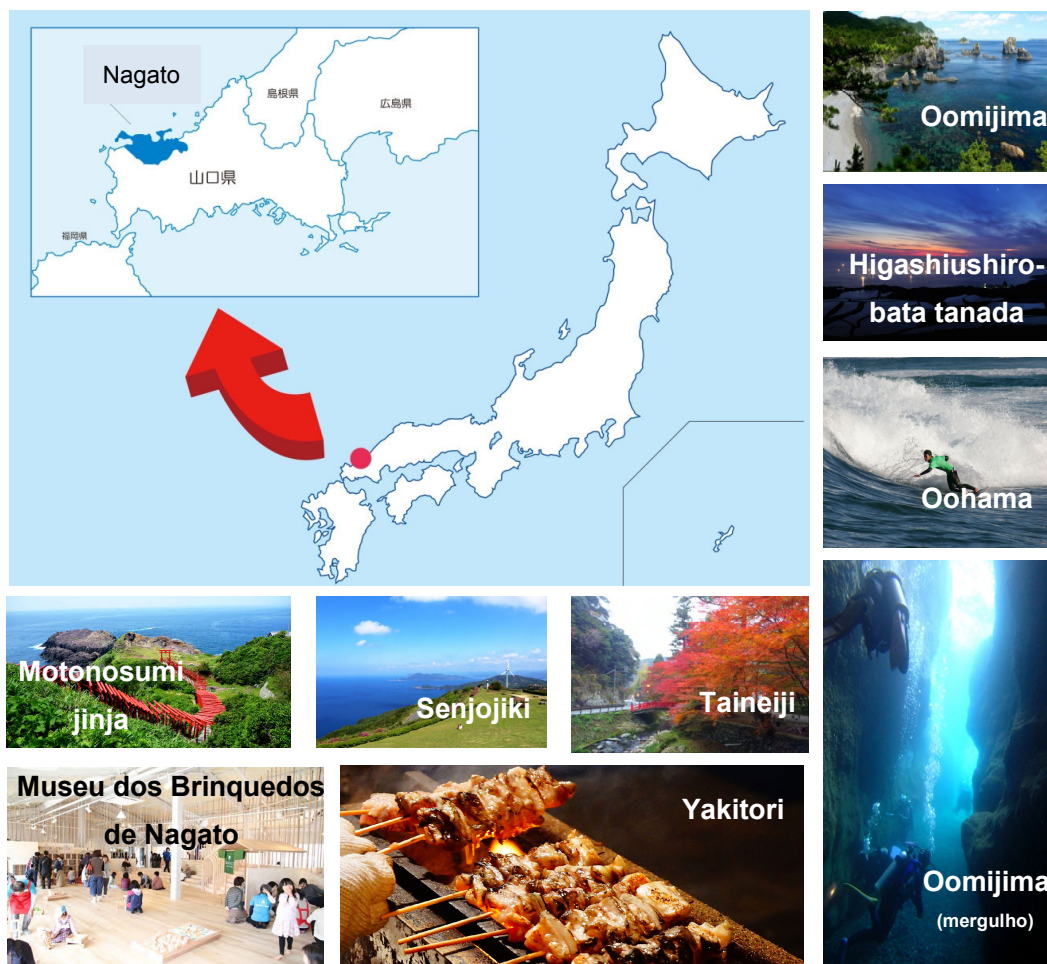 Nagato
島根県
広島県
山口県
福岡県
Oomijima
Higashiushiro-
bata tanada
Oohama
Motonosumi
jinja
Senjojiki
Taineiji
Museu dos Brinquedos
de Nagato
Yakitori
Oomijima
(mergulho)